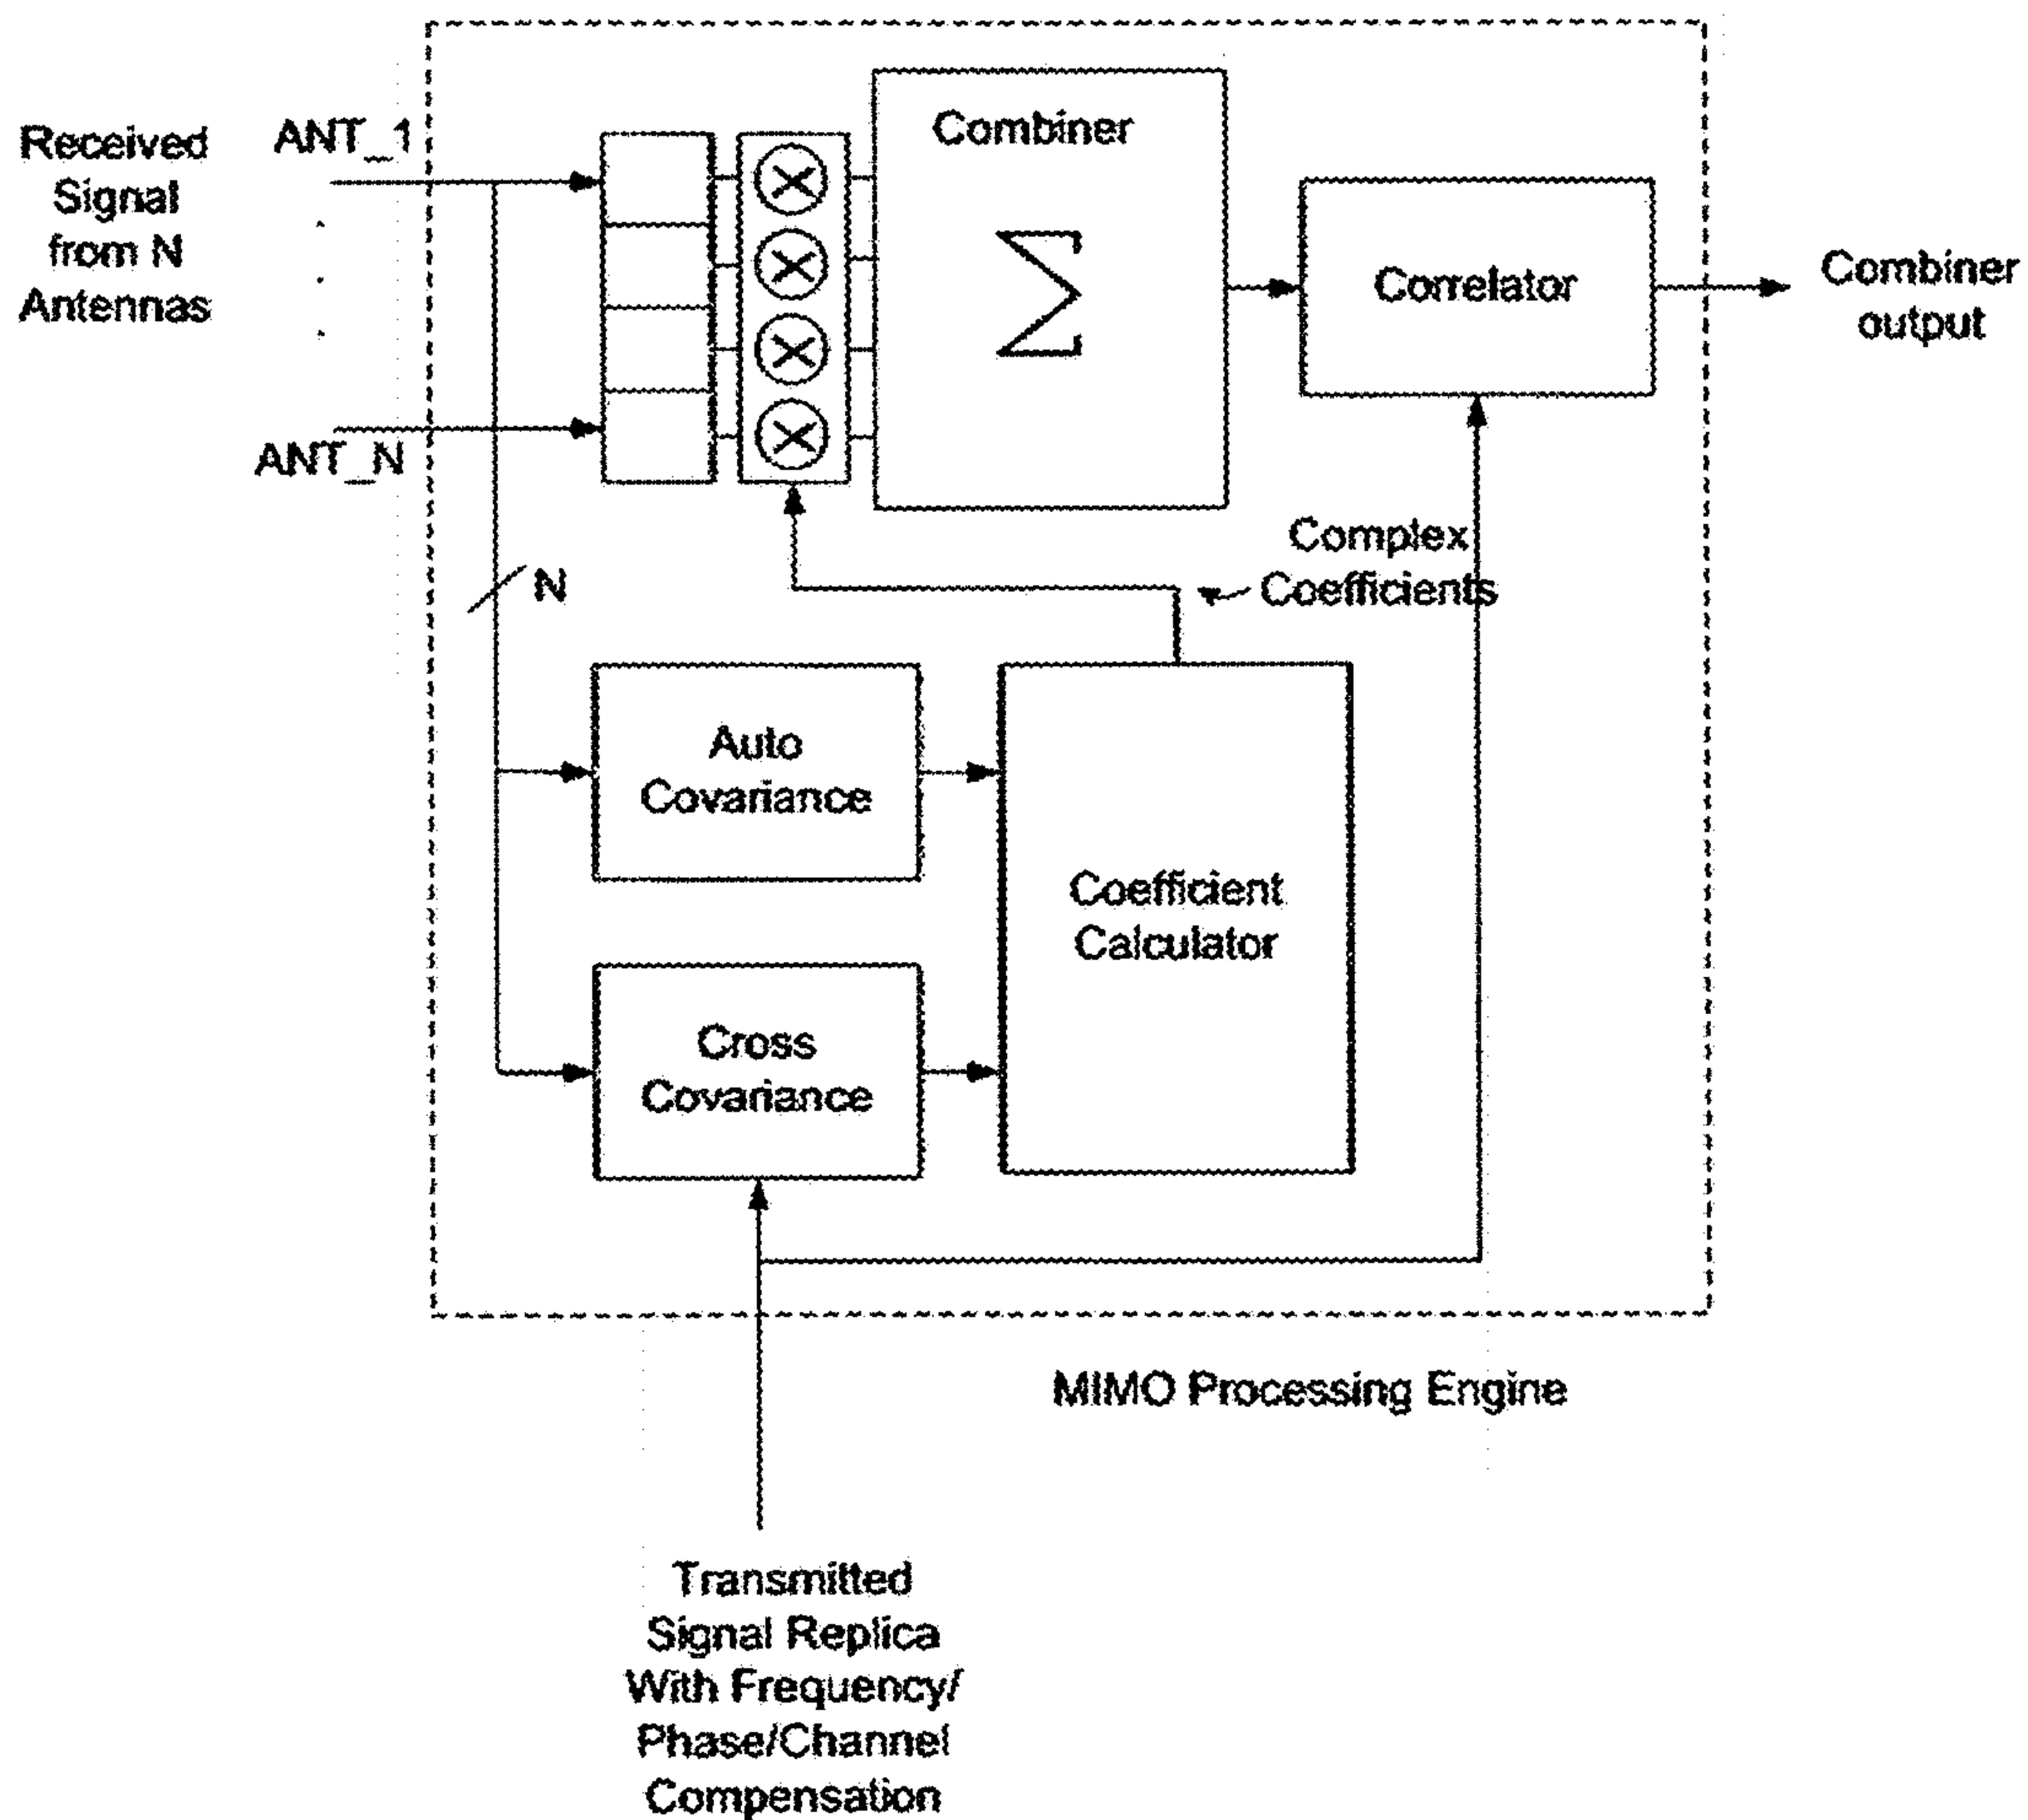 Received
Signal
from N
Antennas
ANT_1
ANT_N
Combiner
Σ
Correlator
Combiner
output
N
Complex
Coefficients
Auto
Covariance
Coefficient
Calculator
Cross
Covariance
MIMO Processing Engine
Transmitted
Signal Replica
With Frequency/
Phase/Channel
Compensation